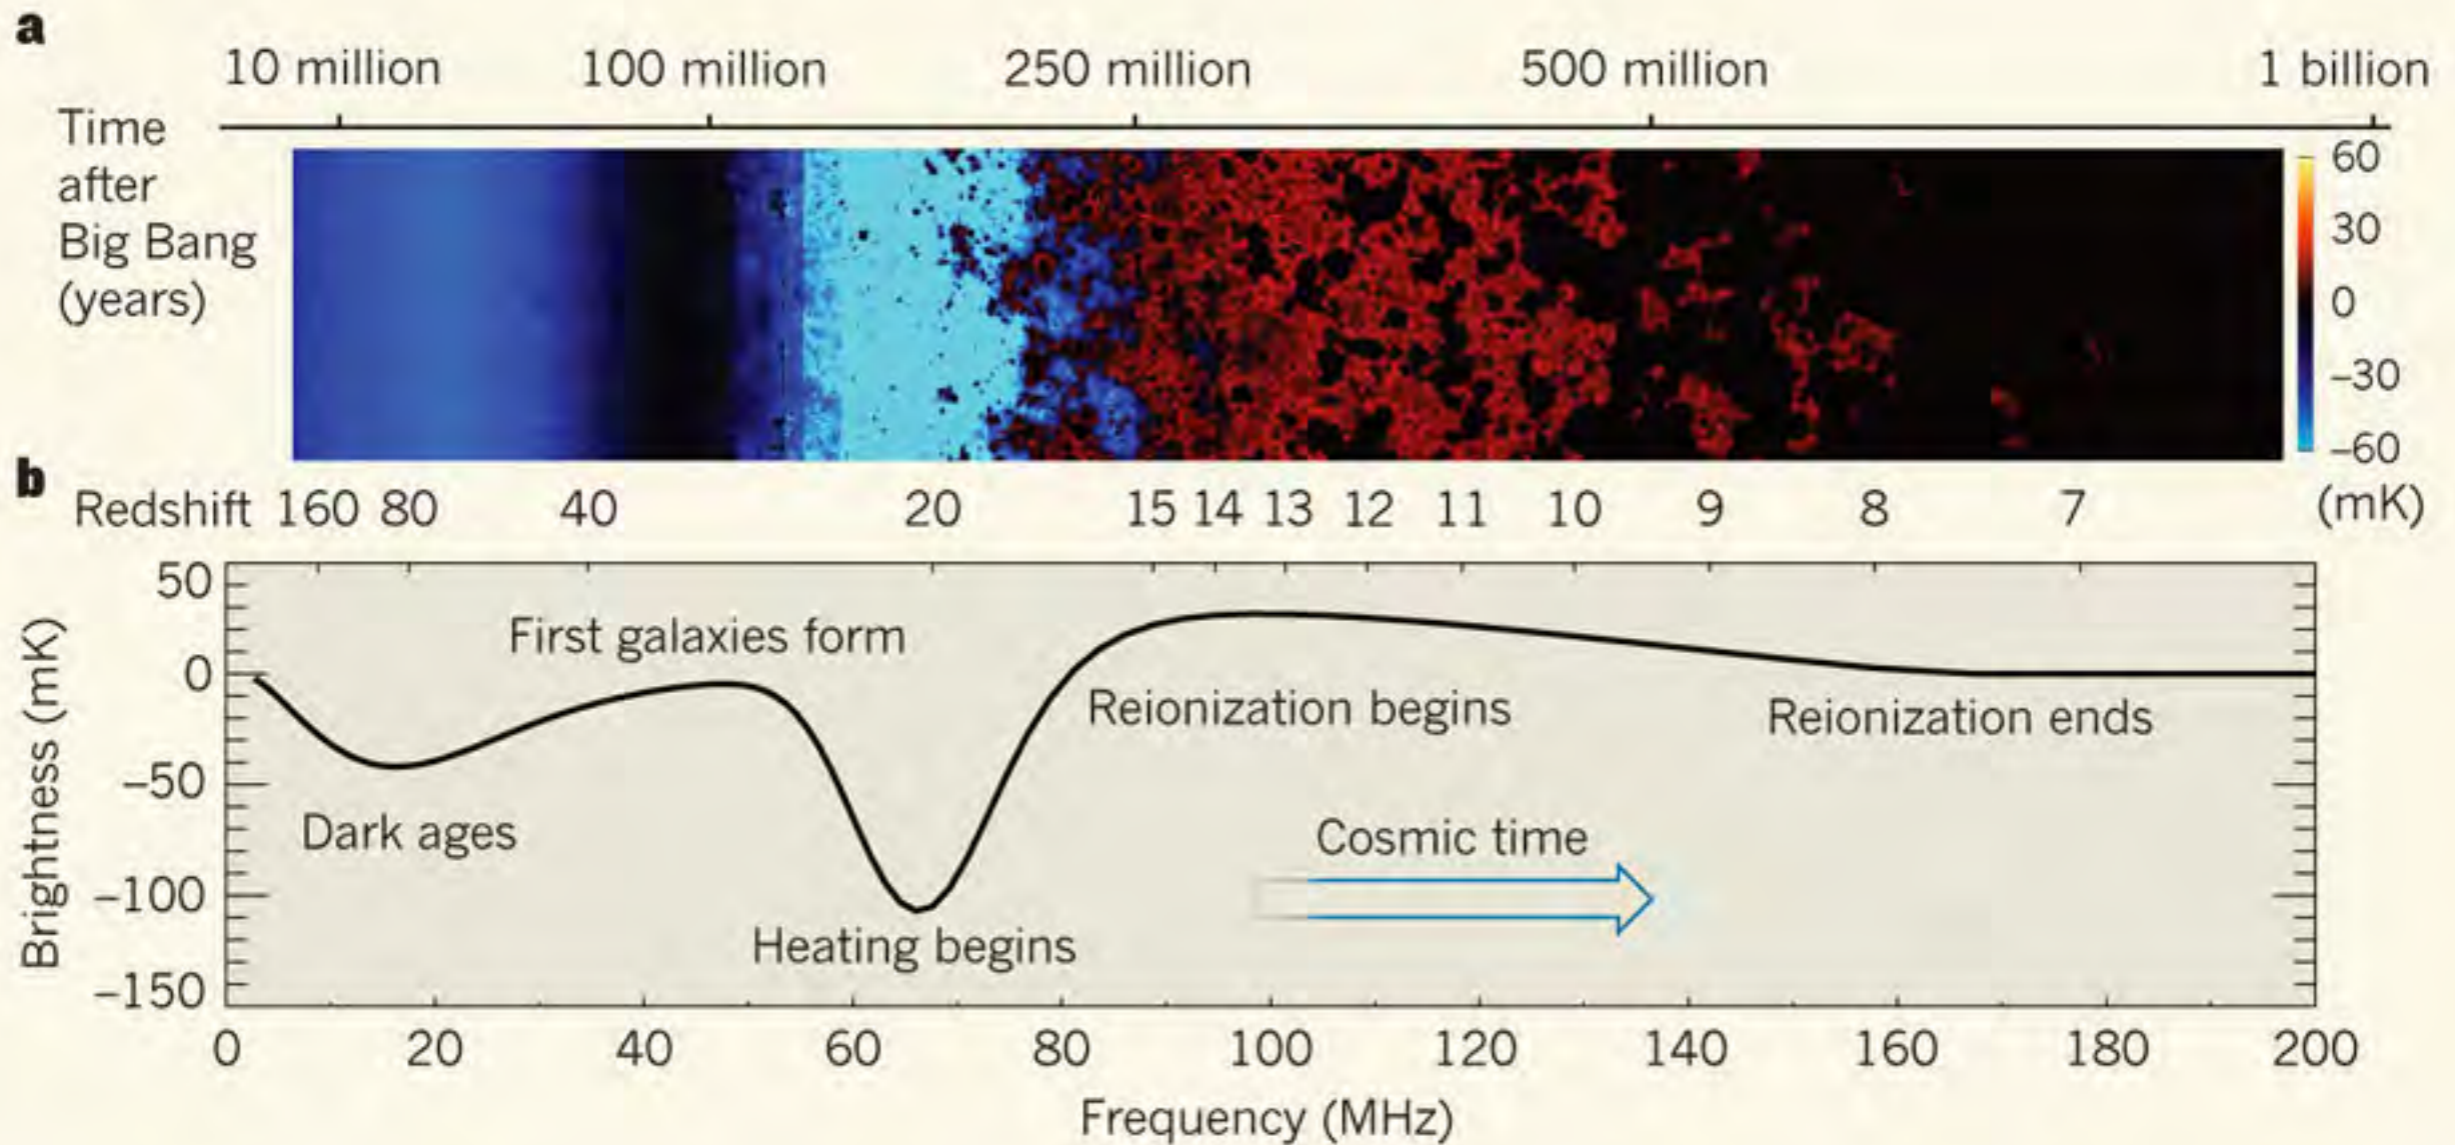 a
10 million 100 million 250 million 500 million 1 billion
Time
after
Big Bang
(years)
60
30
0
–30
–60
(mK)
b
Redshift 160 80 40 20 15 14 13 12 11 10 9 8 7
50
0
–50
–100
–150
Brightness (mK)
First galaxies form
Reionization begins
Reionization ends
Dark ages
Cosmic time
Heating begins
0 20 40 60 80 100 120 140 160 180 200
Frequency (MHz)